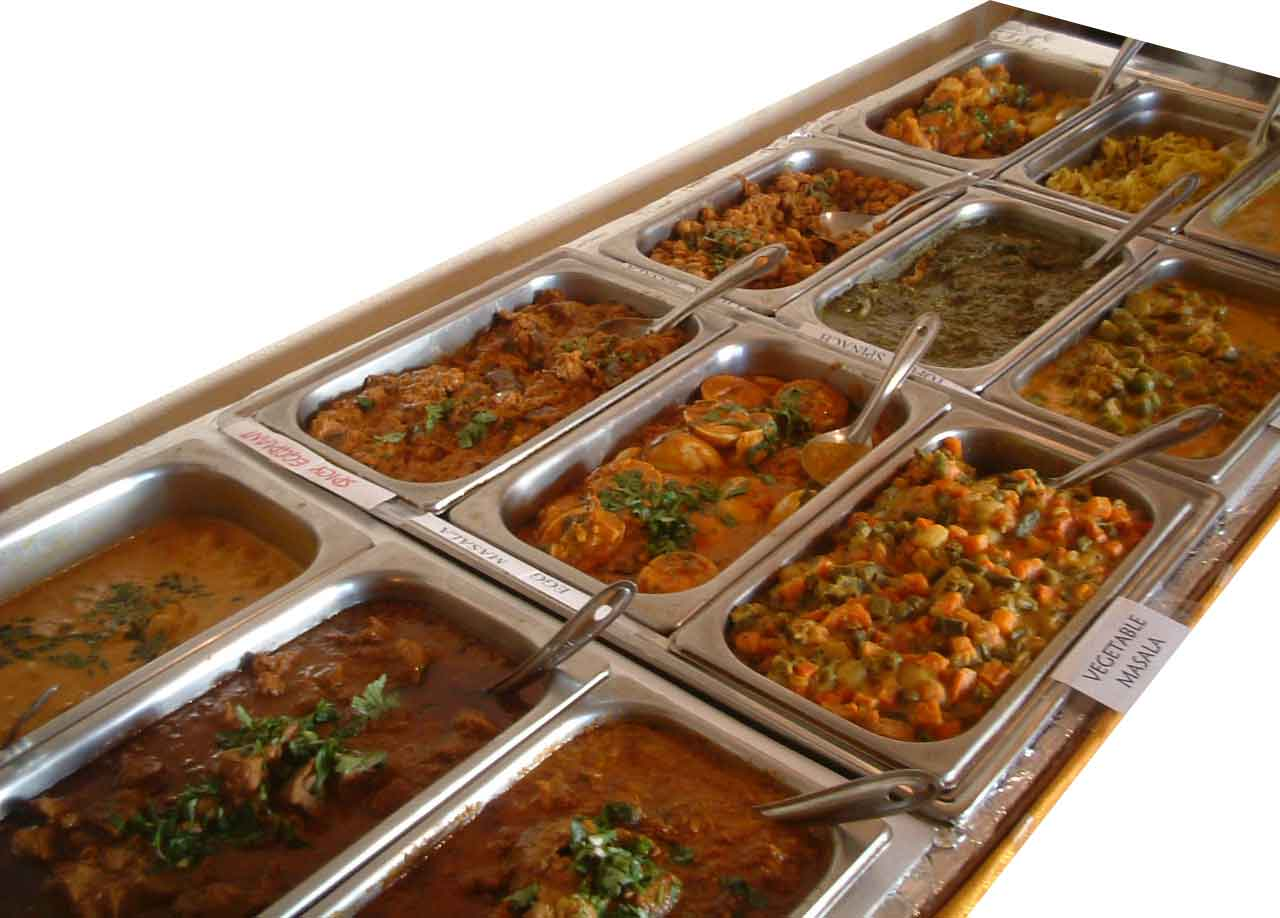 SPINACH
SPICY EGGPLANT
EGG MASALA
VEGETABLE
MASALA